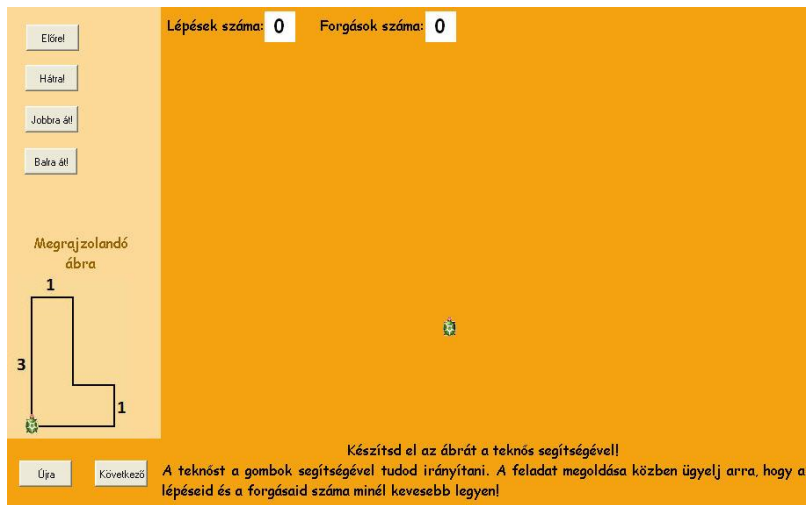 Lépések száma: 0 Forgások száma: 0
Előre!
Hátra!
Jobbra át!
Balra át!
Megrajzolandó
ábra
1
3
1
Készítsd el az ábrát a teknős segítségével!
Újra Következő
A teknőst a gombok segítségével tudod irányítani. A feladat megoldása közben ügyelj arra, hogy a
lépéseid és a forgásaid száma minél kevesebb legyen!